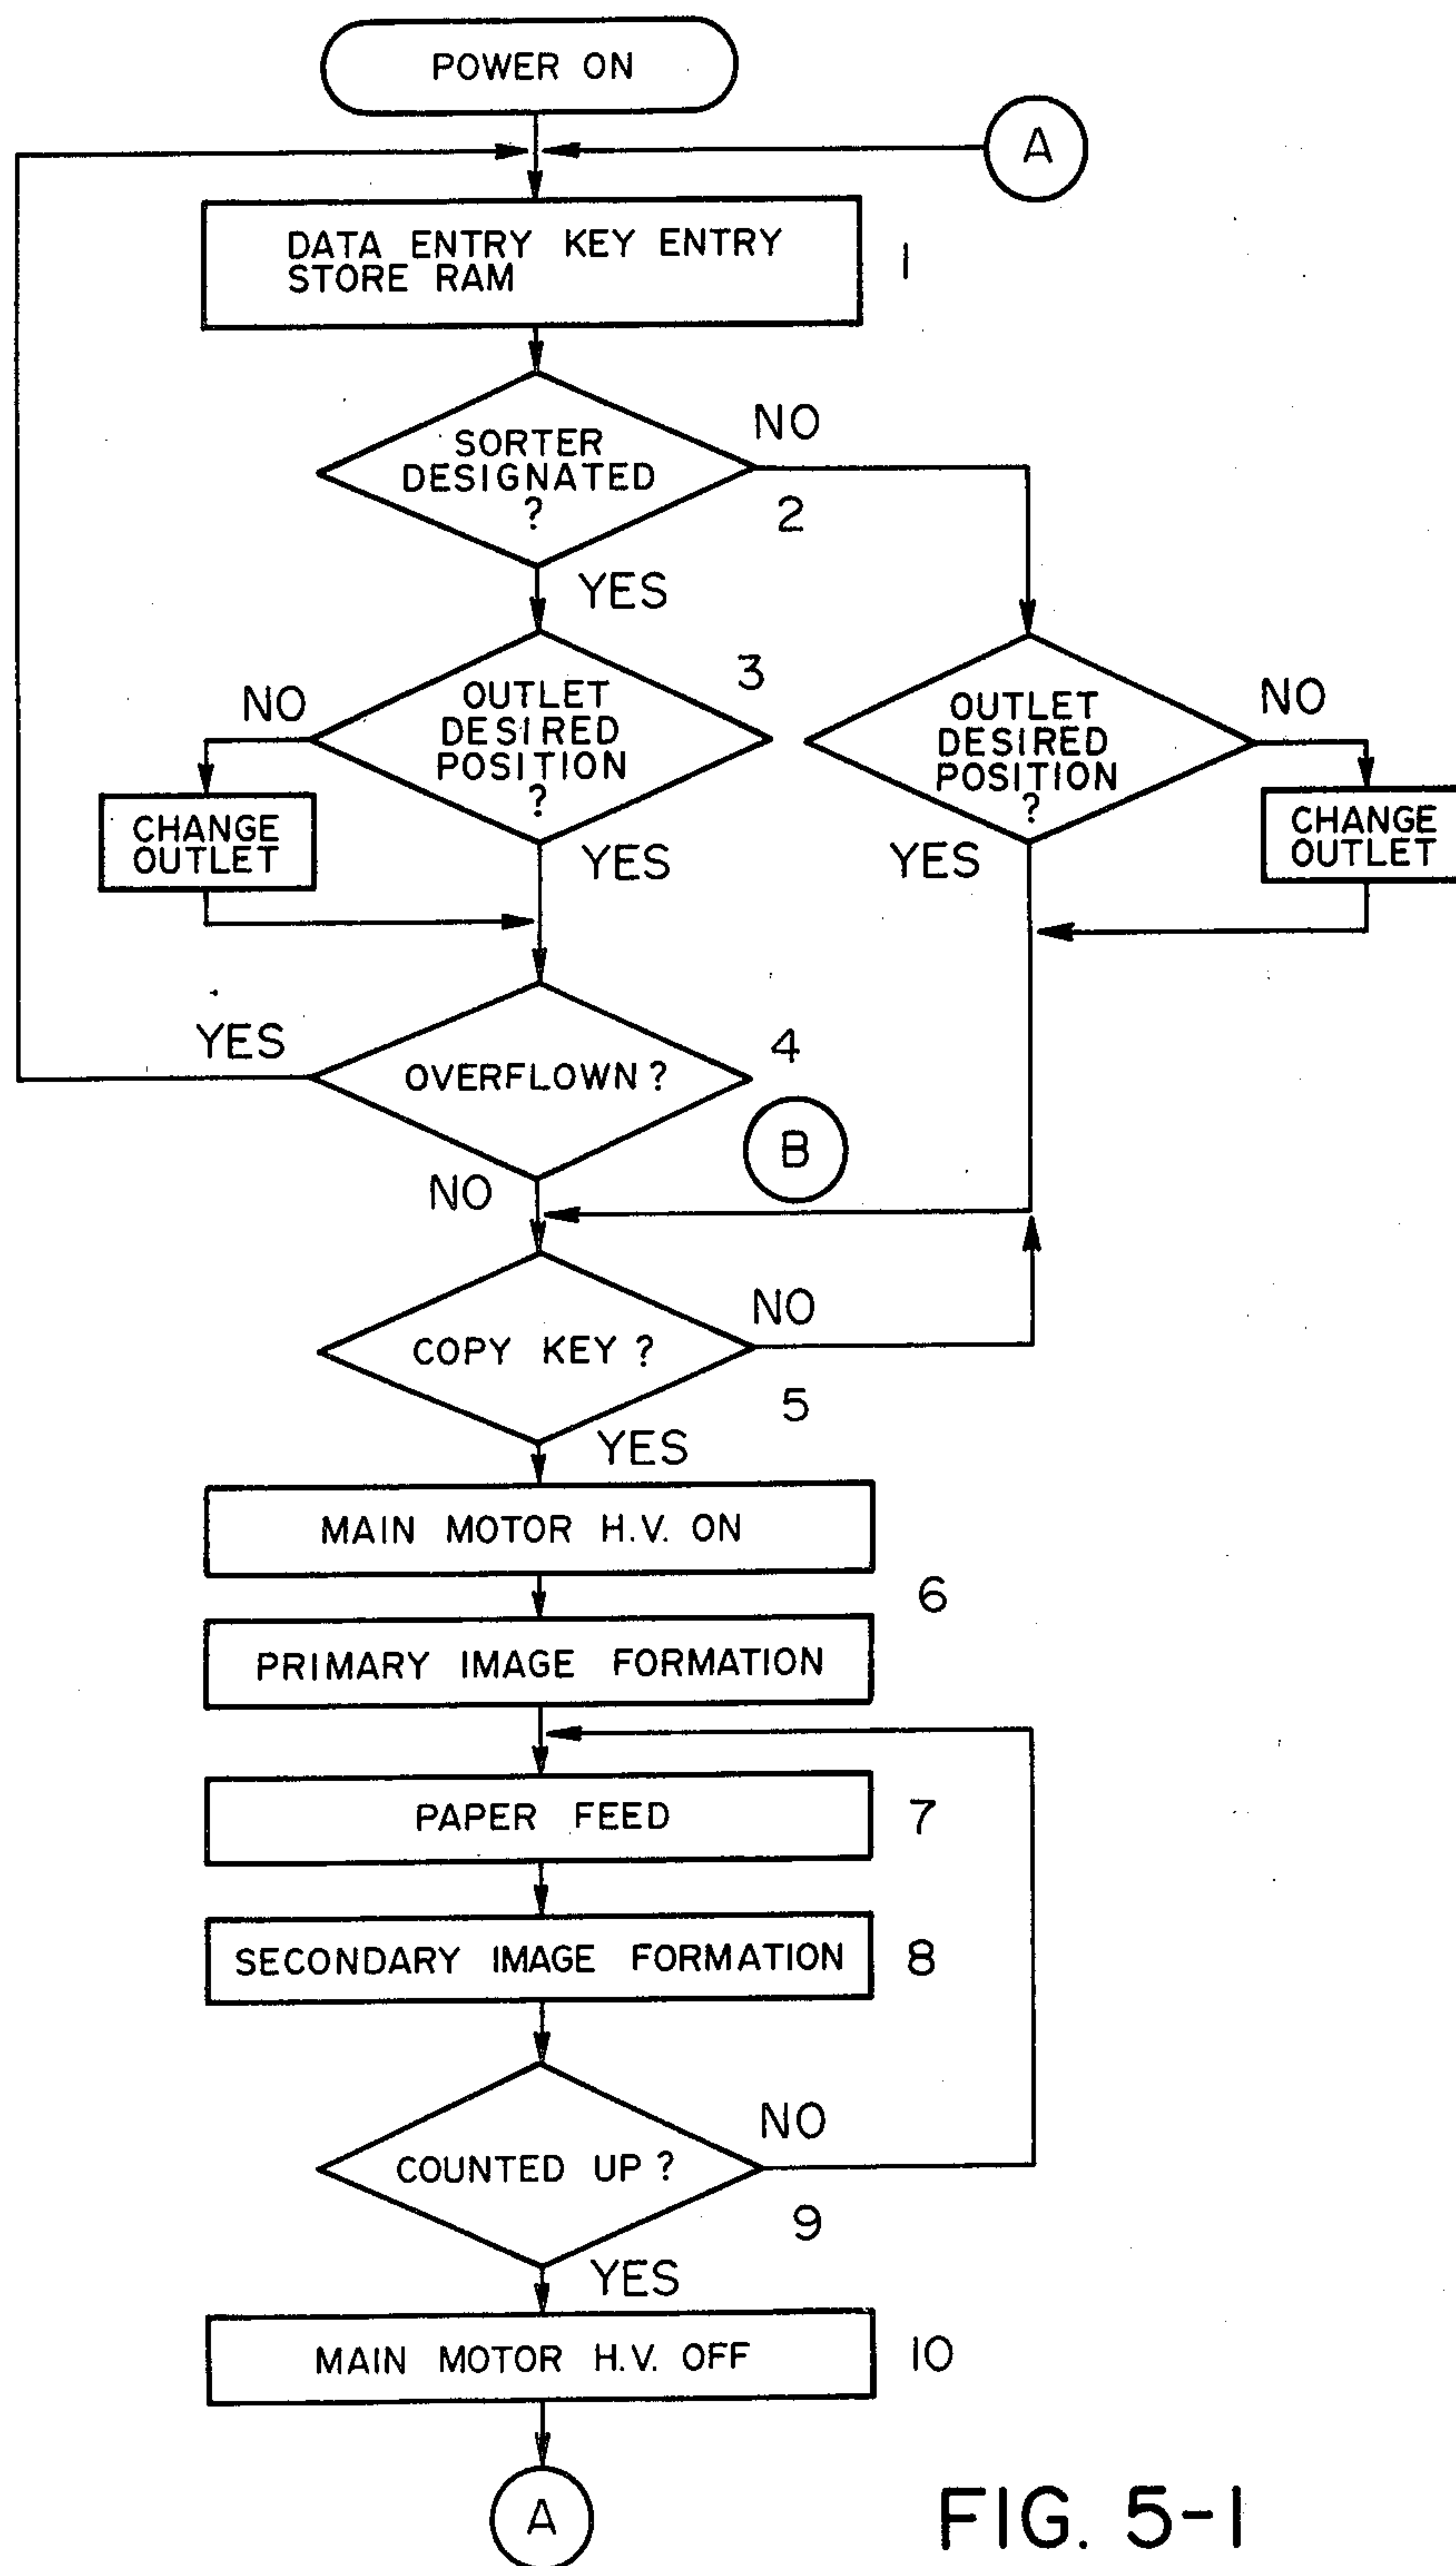 POWER ON
A
DATA ENTRY KEY ENTRY
STORE RAM
1
SORTER
DESIGNATED
?
NO
2
YES
3
OUTLET
DESIRED
POSITION
?
NO
OUTLET
DESIRED
POSITION
?
NO
CHANGE
OUTLET
YES
YES
CHANGE
OUTLET
YES
OVERFLOWN ?
4
B
NO
COPY KEY ?
NO
5
YES
MAIN MOTOR H.V. ON
6
PRIMARY IMAGE FORMATION
PAPER FEED
7
SECONDARY IMAGE FORMATION
8
COUNTED UP ?
NO
9
YES
MAIN MOTOR H.V. OFF
10
A
FIG. 5-1